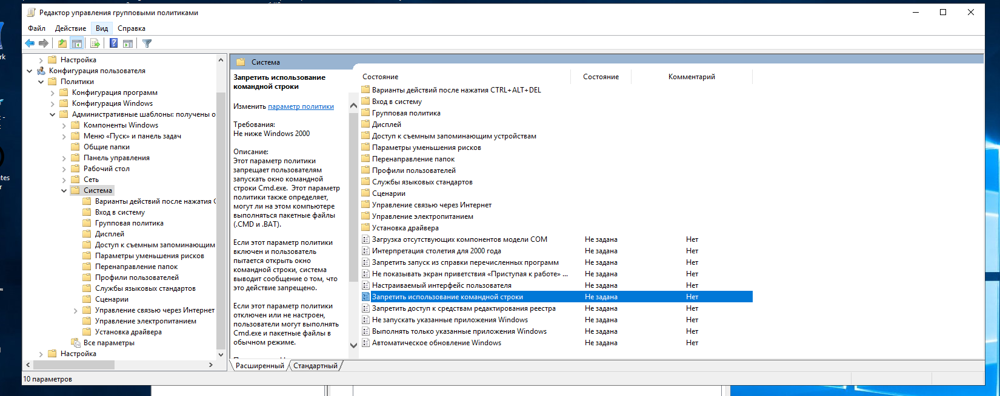 Редактор управления групповыми политиками
Файл Действие Вид Справка
rk
ates
r
Настройка
Конфигурация пользователя
Политики
Конфигурация программ
Конфигурация Windows
Административные шаблоны: получены о
Компоненты Windows
Меню «Пуск» и панель задач
Общие папки
Панель управления
Рабочий стол
Сеть
Система
Варианты действий после нажатия C
Вход в систему
Групповая политика
Дисплей
Доступ к съемным запоминающим
Параметры уменьшения рисков
Перенаправление папок
Профили пользователей
Службы языковых стандартов
Сценарии
Управление связью через Интернет
Управление электропитанием
Установка драйвера
Все параметры
Настройка
Система
Запретить использование
командной строки
Изменить параметр политики
Требования:
Не ниже Windows 2000
Описание:
Этот параметр политики
запрещает пользователям
запускать окно командной
строки Cmd.exe. Этот параметр
политики также определяет,
могут ли на этом компьютере
выполняться пакетные файлы
(.CMD и .BAT).
Если этот параметр политики
включен и пользователь
пытается открыть окно
командной строки, система
выводит сообщение о том, что
это действие запрещено.
Если этот параметр политики
отключен или не настроен,
пользователи могут выполнять
Cmd.exe и пакетные файлы в
обычном режиме.
Состояние Состояние Комментарий
Варианты действий после нажатия CTRL+ALT+DEL
Вход в систему
Групповая политика
Дисплей
Доступ к съемным запоминающим устройствам
Параметры уменьшения рисков
Перенаправление папок
Профили пользователей
Службы языковых стандартов
Сценарии
Управление связью через Интернет
Управление электропитанием
Установка драйвера
Загрузка отсутствующих компонентов модели COM Не задана Нет
Интерпретация столетия для 2000 года Не задана Нет
Запретить запуск из справки перечисленных программ Не задана Нет
Не показывать экран приветствия «Приступая к работе» ... Не задана Нет
Настраиваемый интерфейс пользователя Не задана Нет
Запретить использование командной строки Не задана Нет
Запретить доступ к средствам редактирования реестра Не задана Нет
Не запускать указанные приложения Windows Не задана Нет
Выполнять только указанные приложения Windows Не задана Нет
Автоматическое обновление Windows Не задана Нет
Расширенный Стандартный
10 параметров